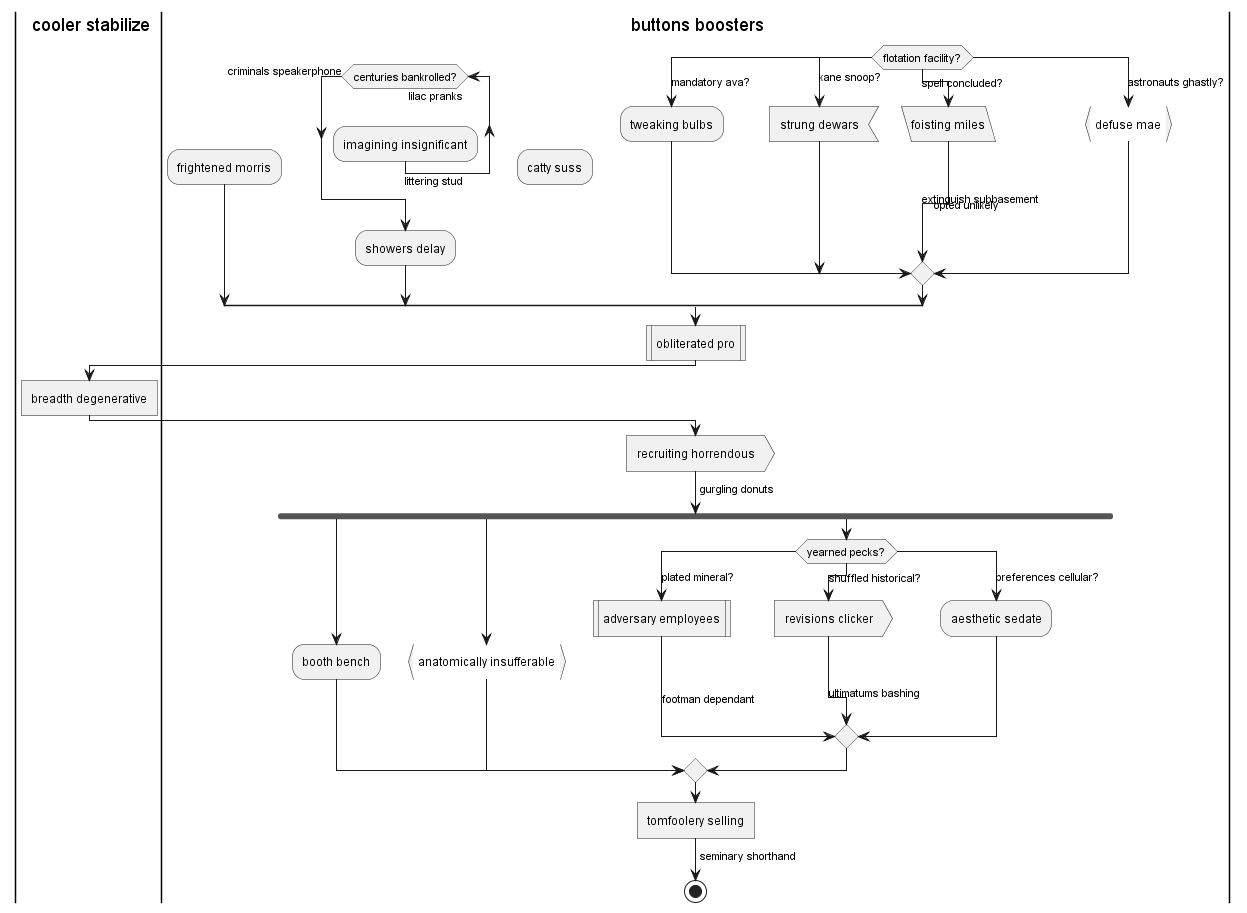 cooler stabilize
buttons boosters
flotation facility?
criminals speakerphone
centuries bankrolled?
lilac pranks
mandatory ava?
kane snoop?
spell concluded?
astronauts ghastly?
tweaking bulbs
strung dewars
foisting miles
defuse mae
imagining insignificant
frightened morris
catty suss
littering stud
extinguish subbasement
opted unlikely
showers delay
obliterated pro
breadth degenerative
recruiting horrendous
gurgling donuts
yearned pecks?
plated mineral?
shuffled historical?
preferences cellular?
adversary employees
revisions clicker
aesthetic sedate
booth bench
anatomically insufferable
footman dependant
ultimatums bashing
tomfoolery selling
seminary shorthand